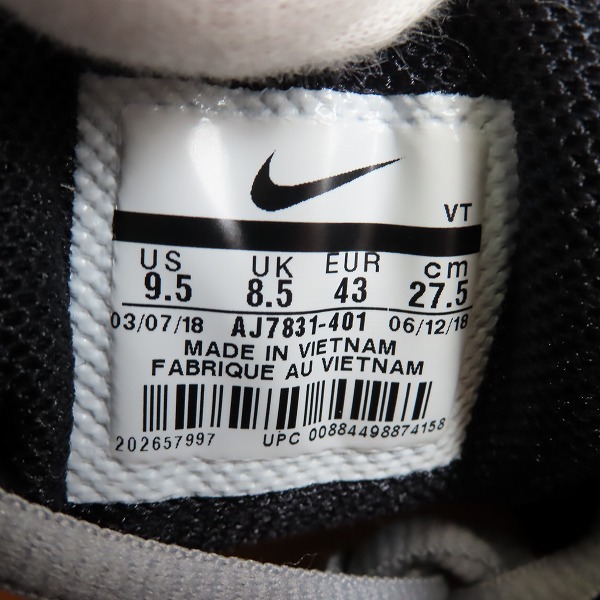 VT
US UK EUR cm
9.5 8.5 43 27.5
03/07/18 AJ7831-401 06/12/18
MADE IN VIETNAM
FABRIQUE AU VIETNAM
202657997 UPC 00884498874158